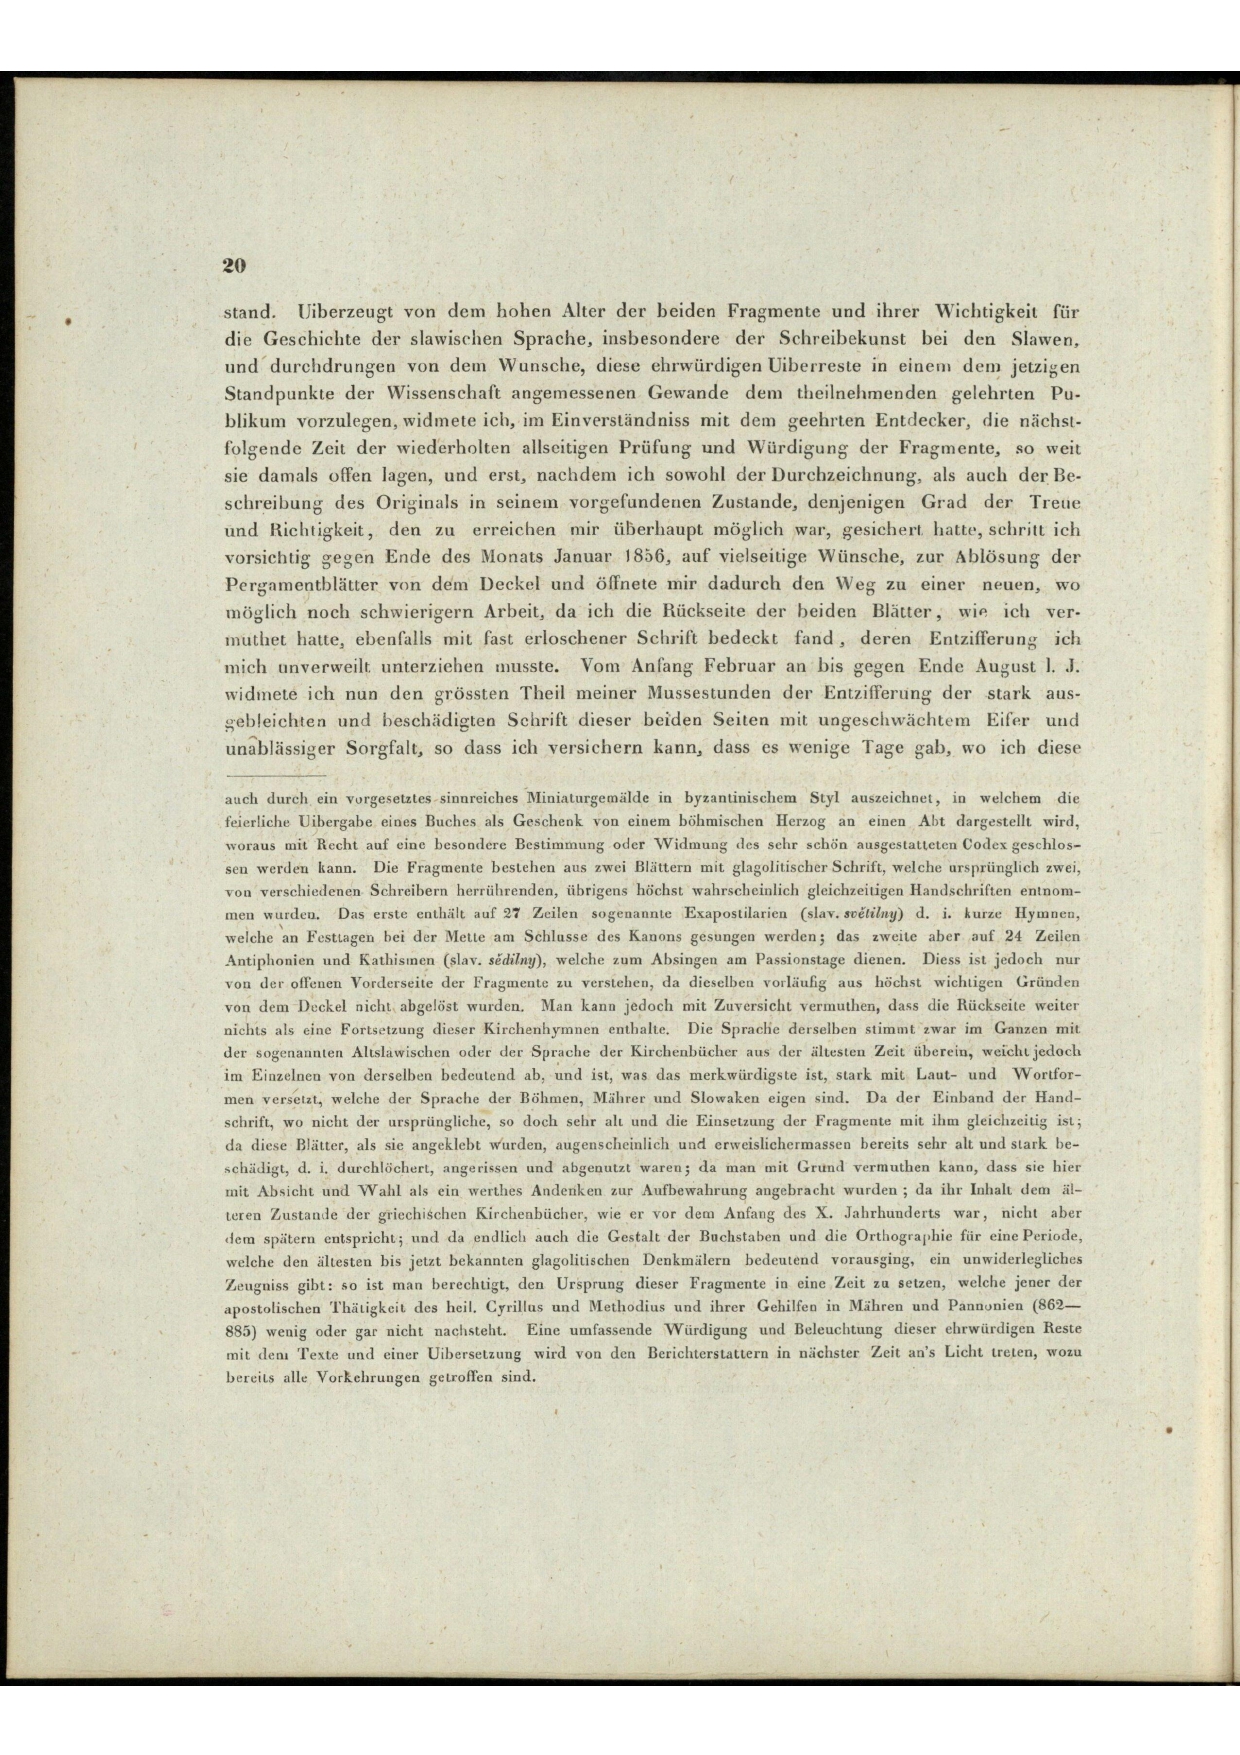 20
stand. Uiberzeugt von dem hohen Alter der beiden Fragmente und ihrer Wichtigkeit für
die Geschichte der slawischen Sprache, insbesondere der Schreibekunst bei den Slawen,
und durchdrungen von dem Wunsche, diese ehrwürdigen Uiberreste in einem dem jetzigen
Standpunkte der Wissenschaft angemessenen Gewande dem theilnehmenden gelehrten Pu-
blikum vorzulegen, widmete ich, im Einverständniss mit dem geehrten Entdecker, die nächst-
folgende Zeit der wiederholten allseitigen Prüfung und Würdigung der Fragmente, so weit
sie damals offen lagen, und erst, nachdem ich sowohl der Durchzeichnung, als auch der Be-
schreibung des Originals in seinem vorgefundenen Zustande, denjenigen Grad der Treue
und Richtigkeit, den zu erreichen mir überhaupt möglich war, gesichert hatte, schritt ich
vorsichtig gegen Ende des Monats Januar 1856, auf vielseitige Wünsche, zur Ablösung der
Pergamentblätter von dem Deckel und öffnete mir dadurch den Weg zu einer neuen, wo
möglich noch schwierigern Arbeit, da ich die Rückseite der beiden Blätter, wie ich ver-
muthet hatte, ebenfalls mit fast erloschener Schrift bedeckt fand, deren Entzifferung ich
mich unverweilt unterziehen musste. Vom Anfang Februar an bis gegen Ende August l. J.
widmete ich nun den grössten Theil meiner Mussestunden der Entzifferung der stark aus-
gebleichten und beschädigten Schrift dieser beiden Seiten mit ungeschwächtem Eifer und
unablässiger Sorgfalt, so dass ich versichern kann, dass es wenige Tage gab, wo ich diese
auch durch ein vorgesetztes sinnreiches Miniaturgemälde in byzantinischem Styl auszeichnet, in welchem die
feierliche Uibergabe eines Buches als Geschenk von einem böhmischen Herzog an einen Abt dargestellt wird,
woraus mit Recht auf eine besondere Bestimmung oder Widmung des sehr schön ausgestatteten Codex geschlos-
sen werden kann. Die Fragmente bestehen aus zwei Blättern mit glagolitischer Schrift, welche ursprünglich zwei,
von verschiedenen Schreibern herrührenden, übrigens höchst wahrscheinlich gleichzeitigen Handschriften entnom-
men wurden. Das erste enthält auf 27 Zeilen sogenannte Exapostilarien (slav. světilny) d. i. kurze Hymnen,
welche an Festtagen bei der Mette am Schlusse des Kanons gesungen werden; das zweite aber auf 24 Zeilen
Antiphonien und Kathismen (slav. sědilny), welche zum Absingen am Passionstage dienen. Diess ist jedoch nur
von der offenen Vorderseite der Fragmente zu verstehen, da dieselben vorläufig aus höchst wichtigen Gründen
von dem Deckel nicht abgelöst wurden. Man kann jedoch mit Zuversicht vermuthen, dass die Rückseite weiter
nichts als eine Fortsetzung dieser Kirchenhymnen enthalte. Die Sprache derselben stimmt zwar im Ganzen mit
der sogenannten Altslawischen oder der Sprache der Kirchenbücher aus der ältesten Zeit überein, weicht jedoch
im Einzelnen von derselben bedeutend ab, und ist, was das merkwürdigste ist, stark mit Laut- und Wortfor-
men versetzt, welche der Sprache der Böhmen, Mährer und Slowaken eigen sind. Da der Einband der Hand-
schrift, wo nicht der ursprüngliche, so doch sehr alt und die Einsetzung der Fragmente mit ihm gleichzeitig ist;
da diese Blätter, als sie angeklebt wurden, augenscheinlich und erweislichermassen bereits sehr alt und stark be-
schädigt, d. i. durchlöchert, angerissen und abgenutzt waren; da man mit Grund vermuthen kann, dass sie hier
mit Absicht und Wahl als ein werthes Andenken zur Aufbewahrung angebracht wurden; da ihr Inhalt dem äl-
teren Zustande der griechischen Kirchenbücher, wie er vor dem Anfang des X. Jahrhunderts war, nicht aber
dem spätern entspricht; und da endlich auch die Gestalt der Buchstaben und die Orthographie für eine Periode,
welche den ältesten bis jetzt bekannten glagolitischen Denkmälern bedeutend vorausging, ein unwiderlegliches
Zeugniss gibt: so ist man berechtigt, den Ursprung dieser Fragmente in eine Zeit zu setzen, welche jener der
apostolischen Thätigkeit des heil. Cyrillus und Methodius und ihrer Gehilfen in Mähren und Pannonien (862—
885) wenig oder gar nicht nachsteht. Eine umfassende Würdigung und Beleuchtung dieser ehrwürdigen Reste
mit dem Texte und einer Uibersetzung wird von den Berichterstattern in nächster Zeit an's Licht treten, wozu
bereits alle Vorkehrungen getroffen sind.